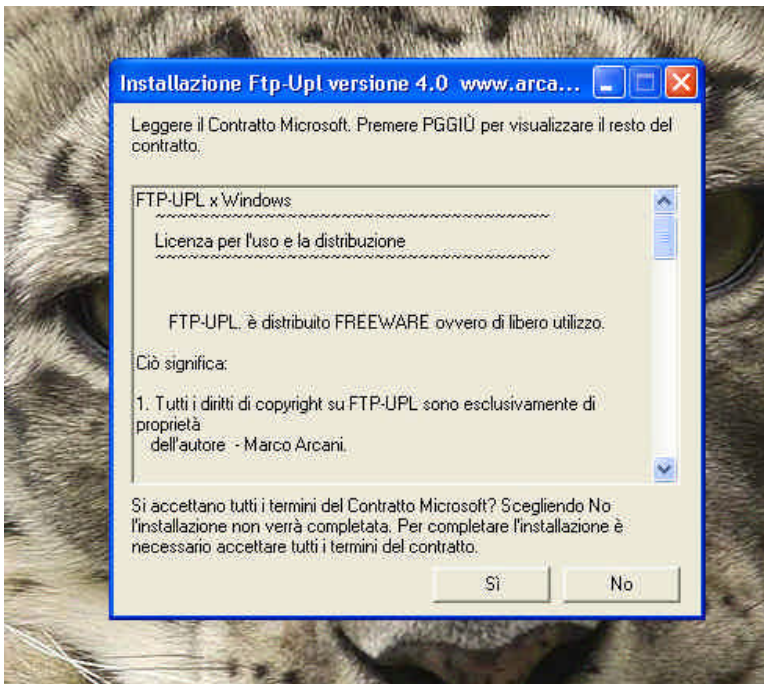 Installazione Ftp-Upl versione 4.0 www.arca...
Leggere il Contratto Microsoft. Premere PGGIÙ per visualizzare il resto del
contratto.
FTP-UPL x Windows
~~~~~~~~~~~~~~~~~~~~~~~~~~~~~~~~~~~~~~~
Licenza per l'uso e la distribuzione
~~~~~~~~~~~~~~~~~~~~~~~~~~~~~~~~~~~~~~~
FTP-UPL. è distribuito FREEWARE ovvero di libero utilizzo.
Ciò significa:
1. Tutti i diritti di copyright su FTP-UPL sono esclusivamente di
proprietà
dell'autore - Marco Arcani.
Si accettano tutti i termini del Contratto Microsoft? Scegliendo No
l'installazione non verrà completata. Per completare l'installazione è
necessario accettare tutti i termini del contratto.
Sì No